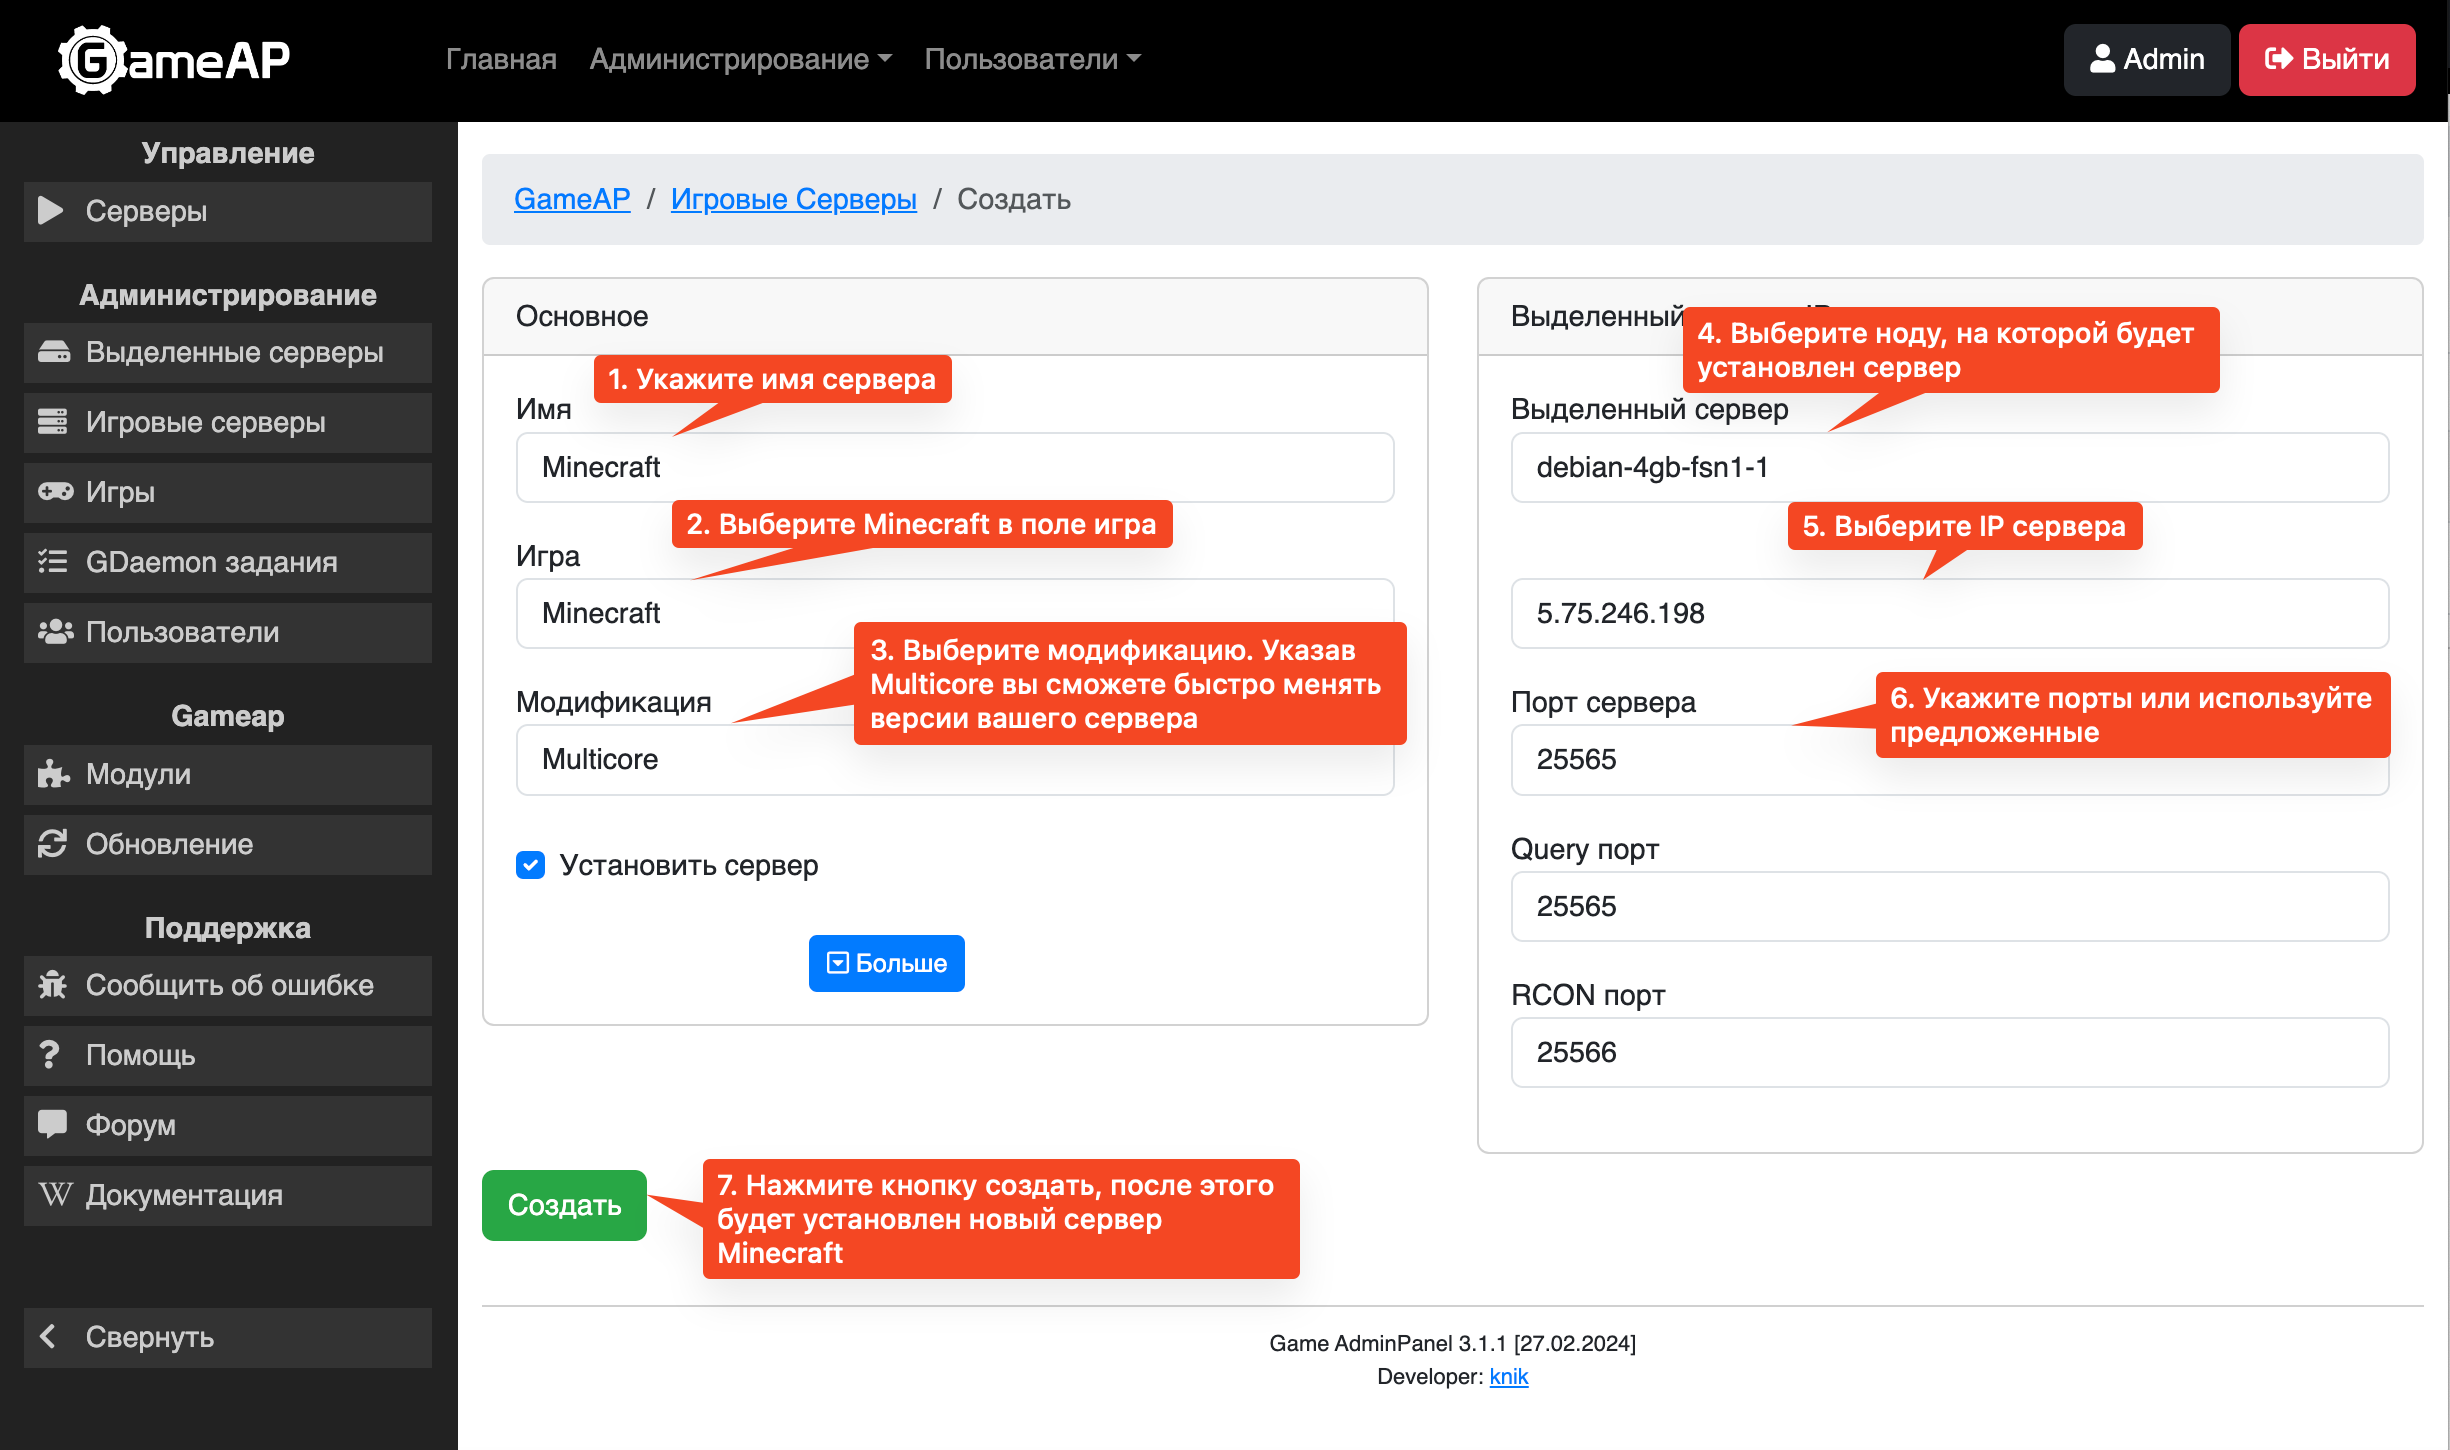 GameAP
Главная
Администрирование
Пользователи
Admin
Выйти
Управление
Серверы
Администрирование
Выделенные серверы
Игровые серверы
Игры
GDaemon задания
Пользователи
Gameap
Модули
Обновление
Поддержка
Сообщить об ошибке
Помощь
Форум
Документация
Свернуть
GameAP / Игровые Серверы / Создать
Основное
1. Укажите имя сервера
Имя
Minecraft
2. Выберите Minecraft в поле игра
Игра
Minecraft
3. Выберите модификацию. Указав
Multicore вы сможете быстро менять
версии вашего сервера
Модификация
Multicore
Установить сервер
Больше
Выделенный
4. Выберите ноду, на которой будет
установлен сервер
Выделенный сервер
debian-4gb-fsn1-1
5. Выберите IP сервера
5.75.246.198
6. Укажите порты или используйте
предложенные
Порт сервера
25565
Query порт
25565
RCON порт
25566
Создать
7. Нажмите кнопку создать, после этого
будет установлен новый сервер
Minecraft
Game AdminPanel 3.1.1 [27.02.2024]
Developer: knik